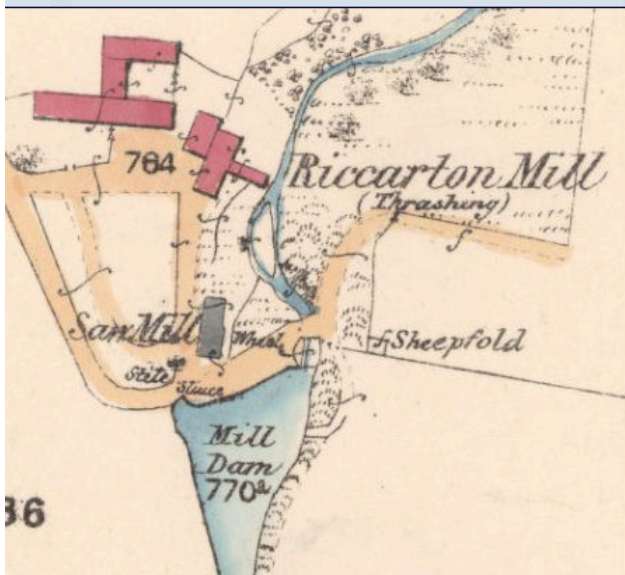 764
Riccarton Mill
(Thrashing)
Saw Mill
Wheel
Sheepfold
Stile
Sluice
Mill
Dam
770a
36